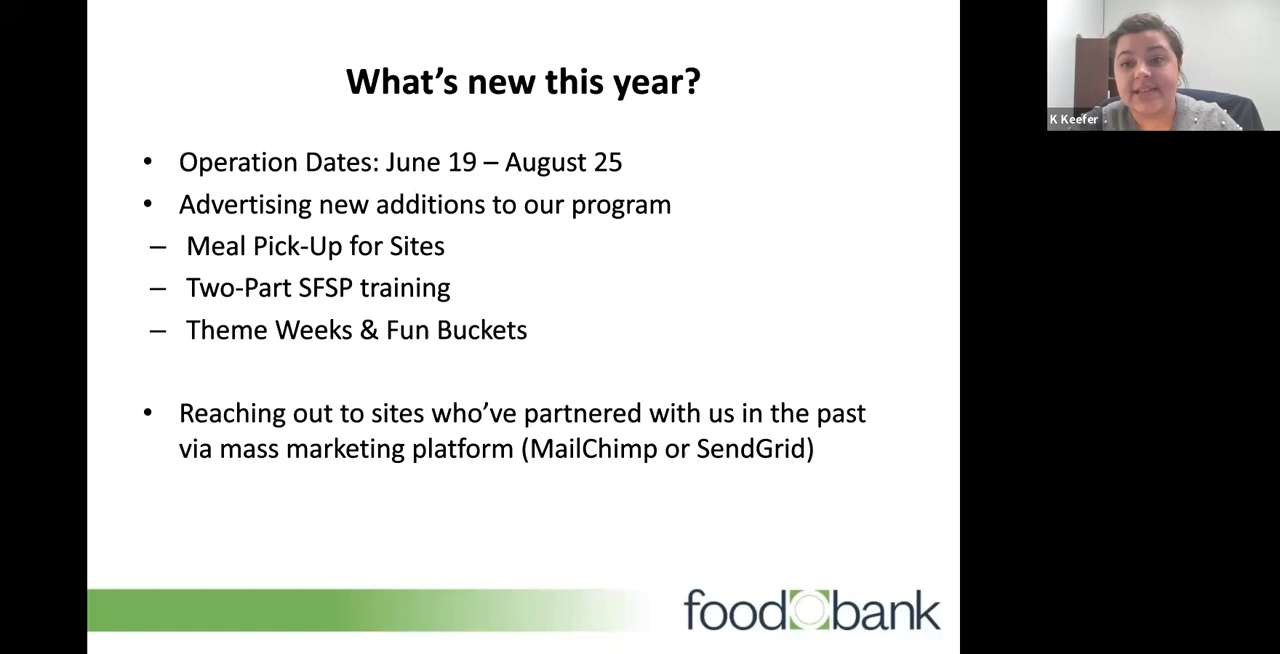 What's new this year?
K Keefer
• Operation Dates: June 19 – August 25
• Advertising new additions to our program
– Meal Pick-Up for Sites
– Two-Part SFSP training
– Theme Weeks & Fun Buckets
• Reaching out to sites who've partnered with us in the past
via mass marketing platform (MailChimp or SendGrid)
food bank